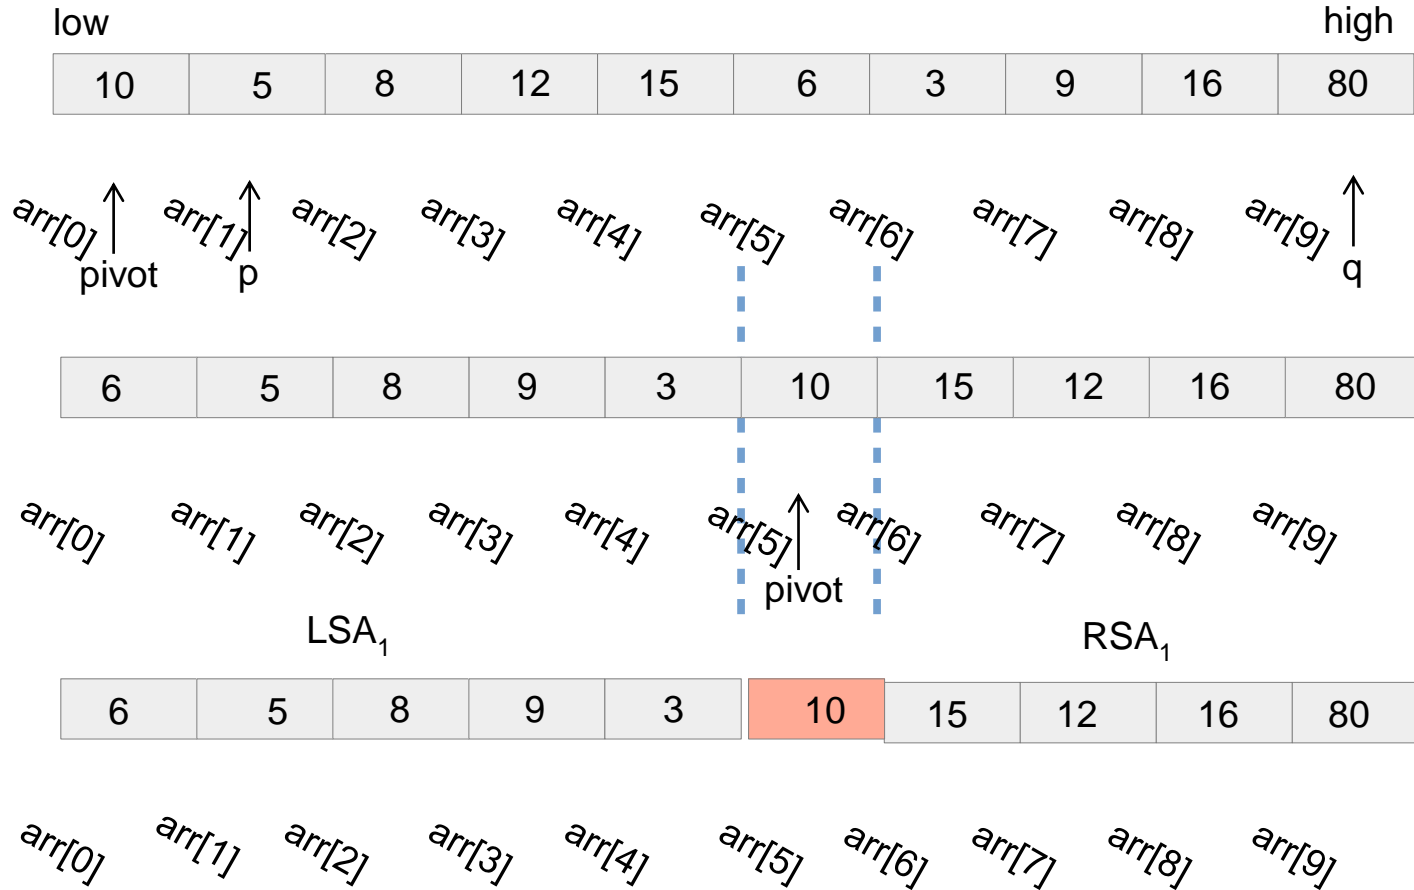 low high
10 5 8 12 15 6 3 9 16 80
arr[0] arr[1] arr[2] arr[3] arr[4] arr[5] arr[6] arr[7] arr[8] arr[9]
pivot p q
6 5 8 9 3 10 15 12 16 80
arr[0] arr[1] arr[2] arr[3] arr[4] arr[5] arr[6] arr[7] arr[8] arr[9]
pivot
LSA₁ RSA₁
6 5 8 9 3 10 15 12 16 80
arr[0] arr[1] arr[2] arr[3] arr[4] arr[5] arr[6] arr[7] arr[8] arr[9]